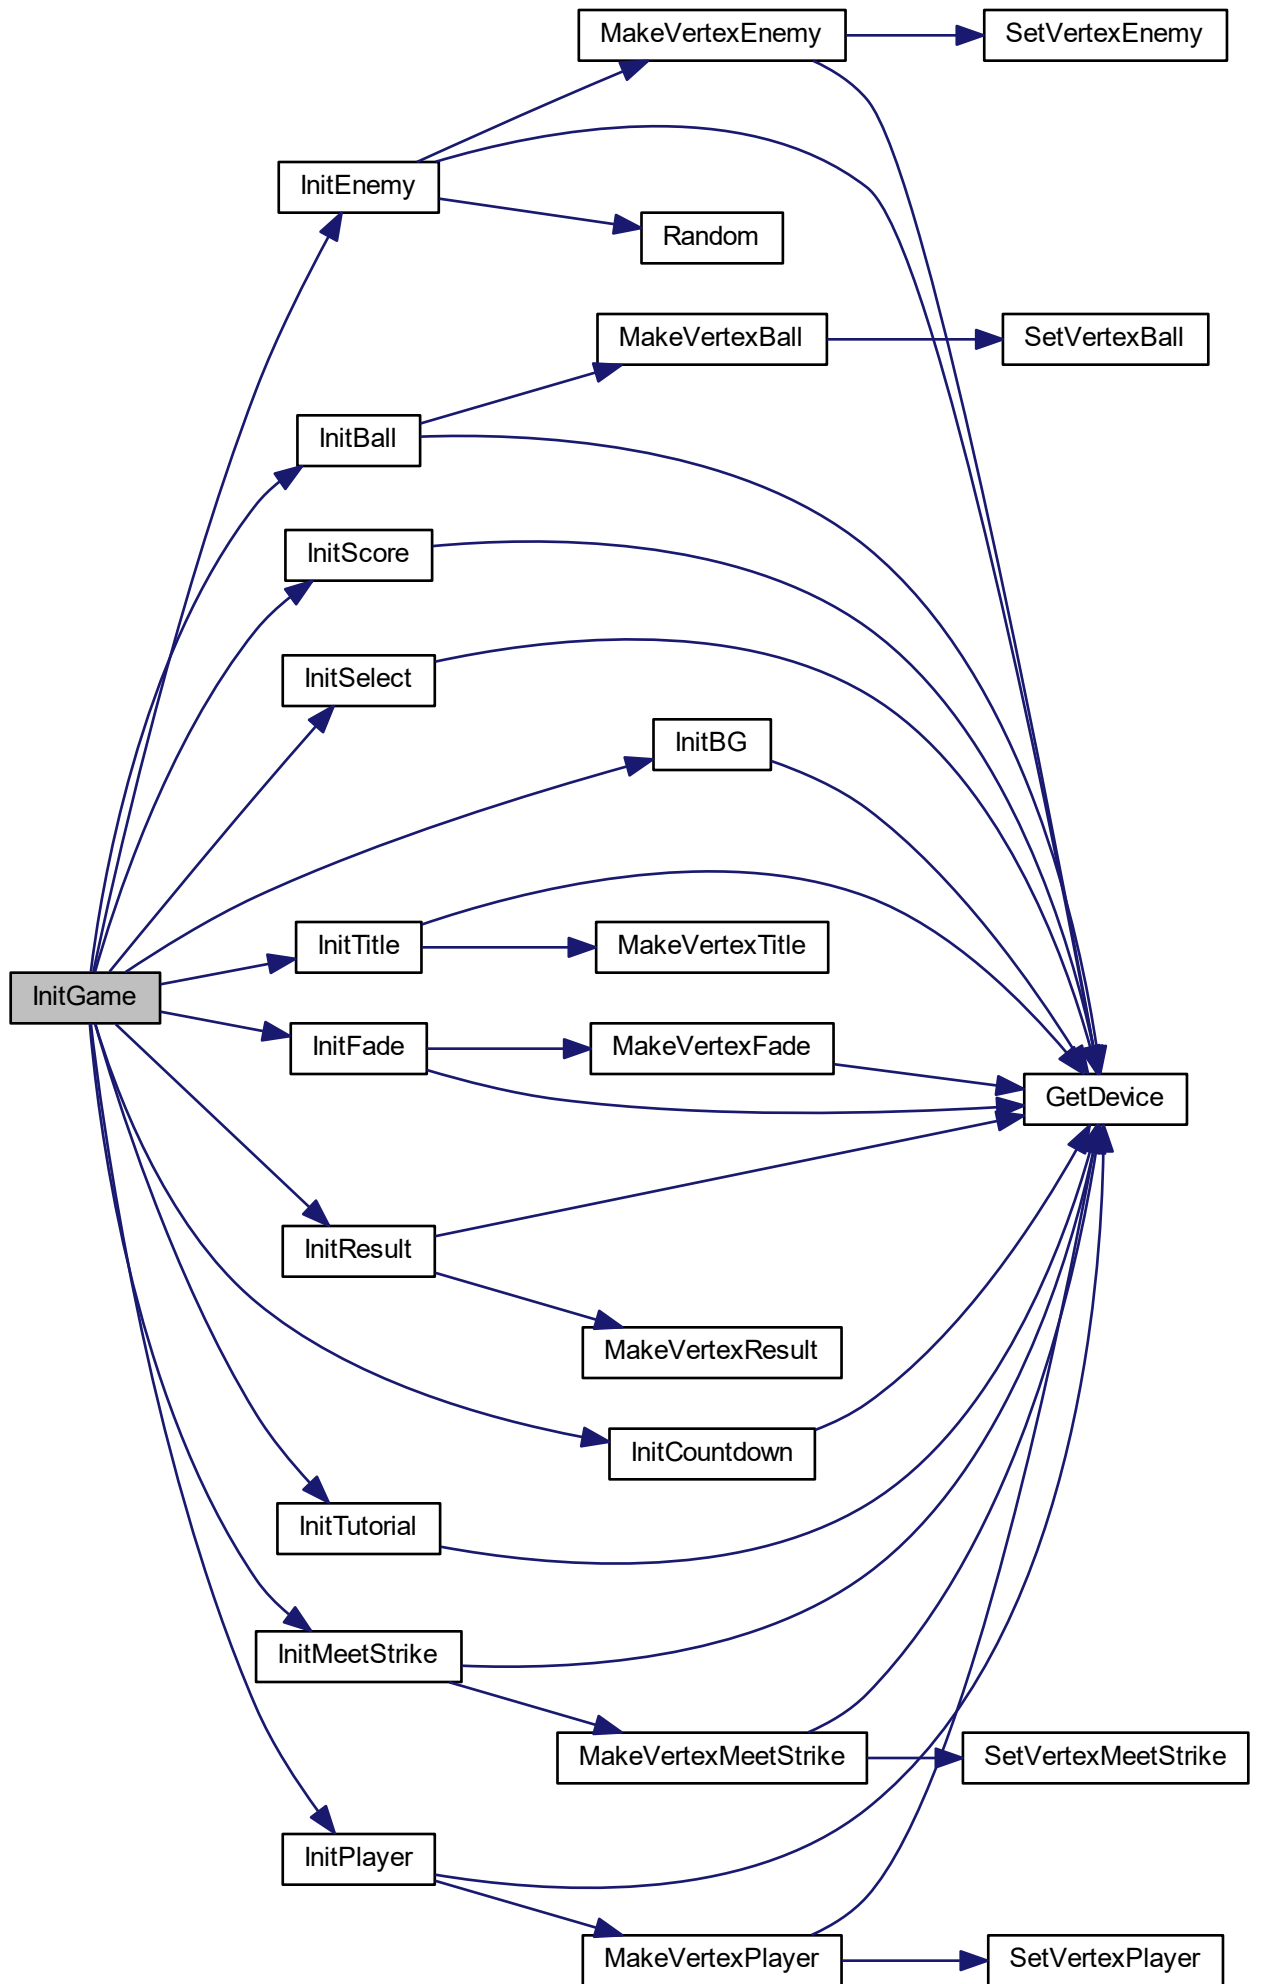 MakeVertexEnemy
SetVertexEnemy
InitEnemy
Random
MakeVertexBall
SetVertexBall
InitBall
InitScore
InitSelect
InitBG
InitTitle
MakeVertexTitle
InitGame
InitFade
MakeVertexFade
GetDevice
InitResult
MakeVertexResult
InitCountdown
InitTutorial
InitMeetStrike
MakeVertexMeetStrike
SetVertexMeetStrike
InitPlayer
MakeVertexPlayer
SetVertexPlayer